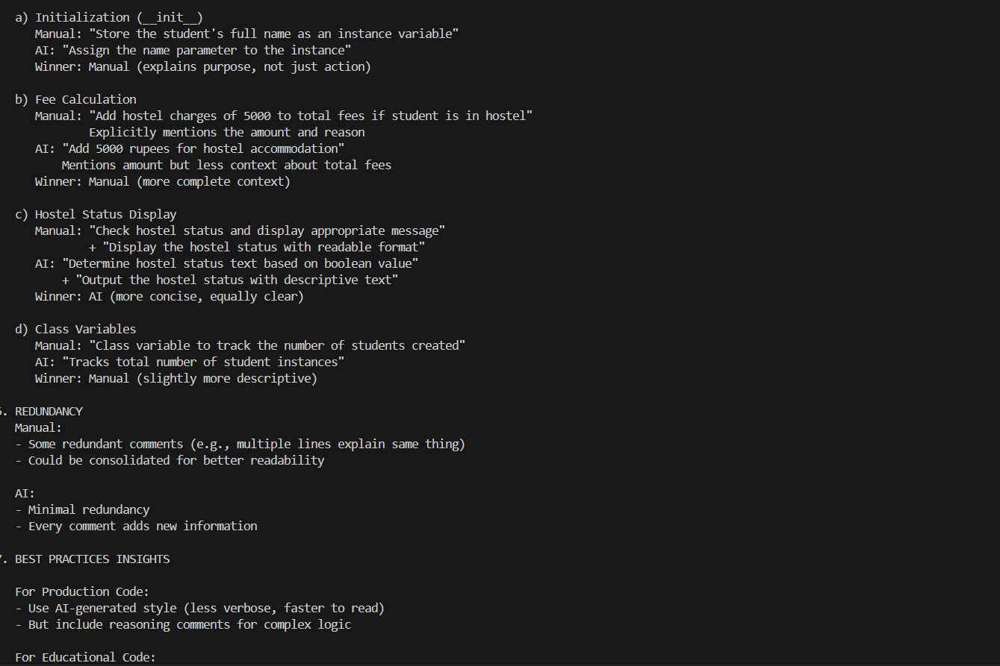 a) Initialization (__init__)
Manual: "Store the student's full name as an instance variable"
AI: "Assign the name parameter to the instance"
Winner: Manual (explains purpose, not just action)
b) Fee Calculation
Manual: "Add hostel charges of 5000 to total fees if student is in hostel"
Explicitly mentions the amount and reason
AI: "Add 5000 rupees for hostel accommodation"
Mentions amount but less context about total fees
Winner: Manual (more complete context)
c) Hostel Status Display
Manual: "Check hostel status and display appropriate message"
+ "Display the hostel status with readable format"
AI: "Determine hostel status text based on boolean value"
+ "Output the hostel status with descriptive text"
Winner: AI (more concise, equally clear)
d) Class Variables
Manual: "Class variable to track the number of students created"
AI: "Tracks total number of student instances"
Winner: Manual (slightly more descriptive)
. REDUNDANCY
Manual:
- Some redundant comments (e.g., multiple lines explain same thing)
- Could be consolidated for better readability
AI:
- Minimal redundancy
- Every comment adds new information
. BEST PRACTICES INSIGHTS
For Production Code:
- Use AI-generated style (less verbose, faster to read)
- But include reasoning comments for complex logic
For Educational Code: